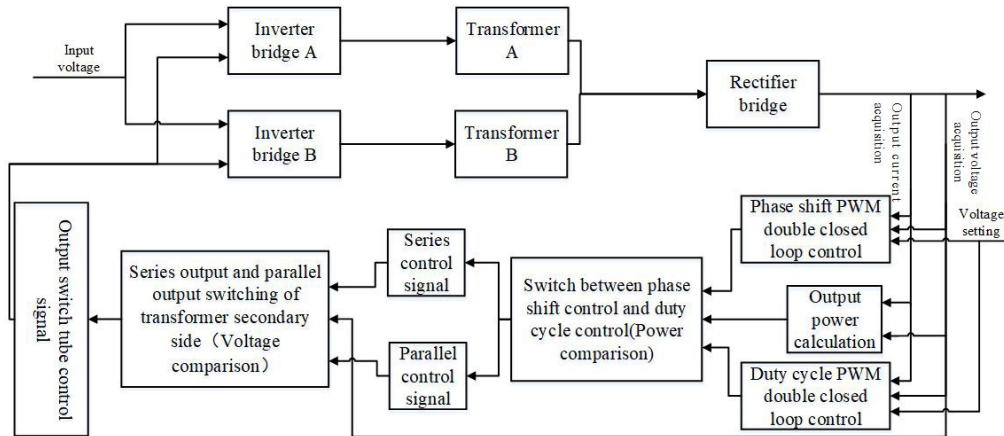 Input
voltage
Inverter
bridge A
Transformer
A
Rectifier
bridge
Inverter
bridge B
Transformer
B
Output current
acquisition
Output voltage
acquisition
Voltage
setting
Phase shift PWM
double closed
loop control
Output
power
calculation
Duty cycle PWM
double closed
loop control
Switch between phase
shift control and duty
cycle control(Power
comparison)
Series
control
signal
Parallel
control
signal
Series output and parallel
output switching of
transformer secondary
side（Voltage
comparison）
Output switch tube control
signal